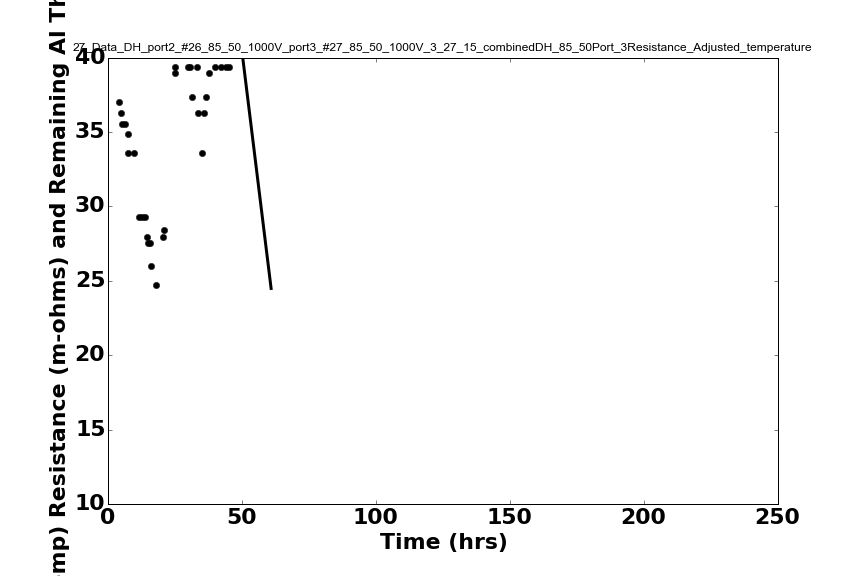 27_Data_DH_port2_#26_85_50_1000V_port3_#27_85_50_1000V_3_27_15_combinedDH_85_50Port_3Resistance_Adjusted_temperature
mp) Resistance (m-ohms) and Remaining Al Th
40
35
30
25
20
15
10
0 50 100 150 200 250
Time (hrs)